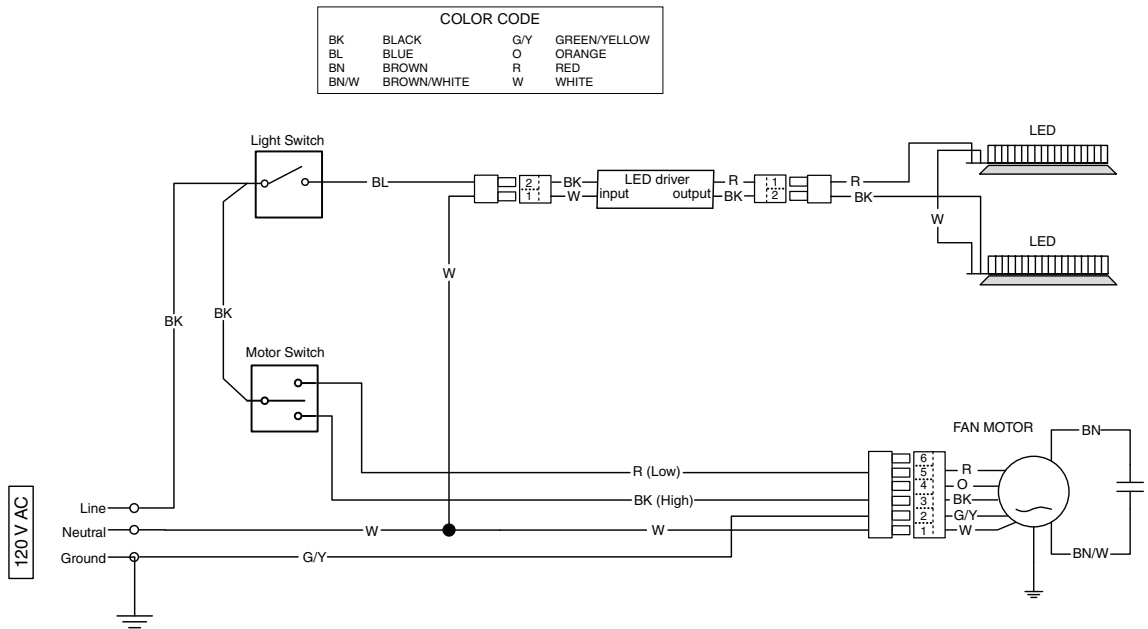 COLOR CODE
BK BLACK G/Y GREEN/YELLOW
BL BLUE O ORANGE
BN BROWN R RED
BN/W BROWN/WHITE W WHITE
Light Switch
LED
BL
2 BK LED driver R 1 R
1 W input output BK 2 BK
W
LED
W
BK
BK
Motor Switch
FAN MOTOR
BN
R (Low)
6
5 R
4 O
BK (High)
3 BK
2 G/Y
1 W
120 V AC
Line
Neutral W W
Ground G/Y
BN/W